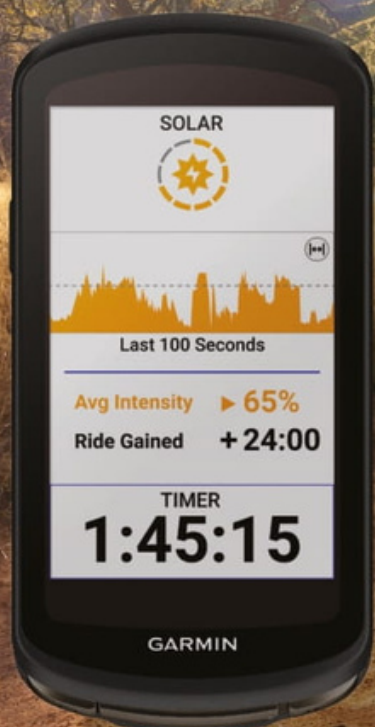 SOLAR
Last 100 Seconds
Avg Intensity ▶ 65%
Ride Gained +24:00
TIMER
1:45:15
GARMIN